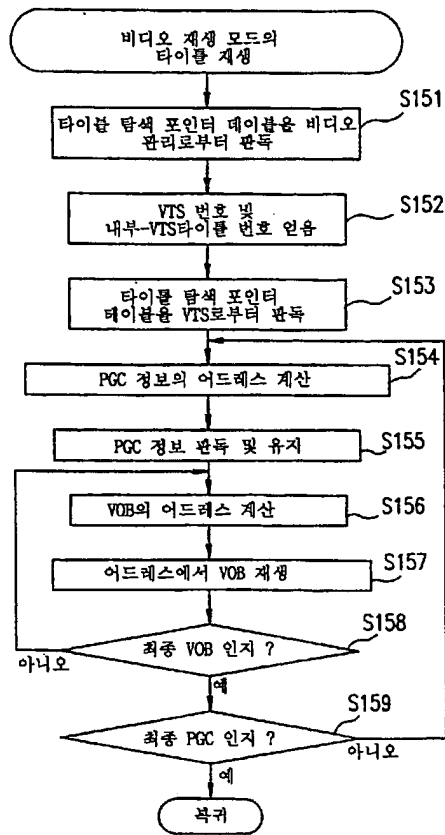 비디오 재생 모드의
타이틀 재생
S151
타이틀 탐색 포인터 테이블을 비디오
관리로부터 판독
S152
VTS 번호 및
내부-VTS타이틀 번호 얻음
S153
타이틀 탐색 포인터
테이블을 VTS로부터 판독
S154
PGC 정보의 어드레스 계산
S155
PGC 정보 판독 및 유지
S156
VOB의 어드레스 계산
S157
어드레스에서 VOB 재생
S158
최종 VOB 인지 ?
아니오
예
S159
최종 PGC 인지 ?
아니오
예
복귀